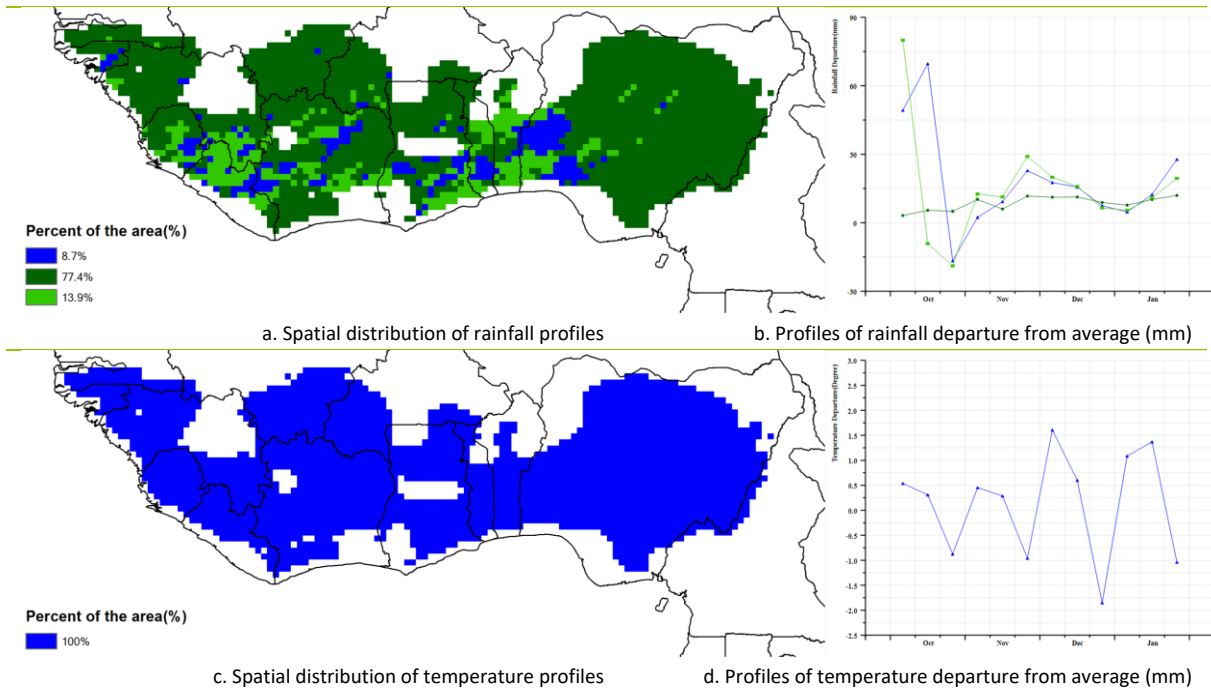 Percent of the area(%)
8.7%
77.4%
13.9%
Rainfall Departure(mm)
90
60
30
0
-30
Oct Nov Dec Jan
a. Spatial distribution of rainfall profiles b. Profiles of rainfall departure from average (mm)
Percent of the area(%)
100%
Temperature Departure(Degree)
3.0
2.5
2.0
1.5
1.0
0.5
0.0
-0.5
-1.0
-1.5
-2.0
-2.5
Oct Nov Dec Jan
c. Spatial distribution of temperature profiles d. Profiles of temperature departure from average (mm)